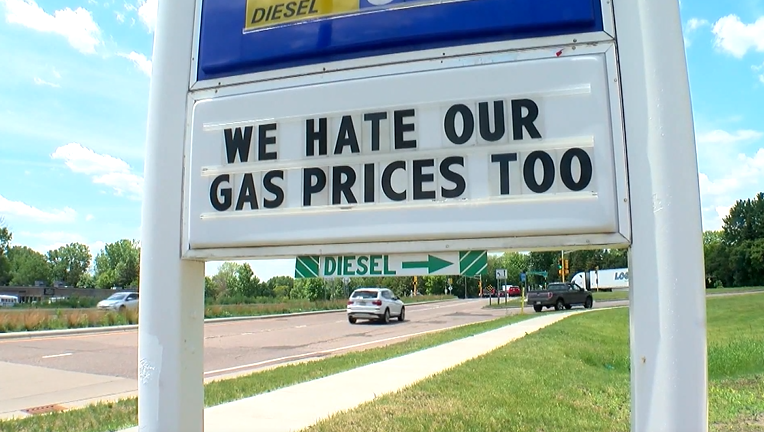 DIESEL
WE HATE OUR
GAS PRICES TOO
DIESEL